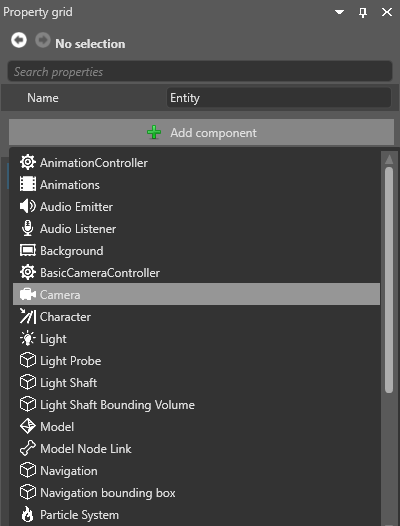 Property grid
No selection
Search properties
Name Entity
Add component
AnimationController
Animations
Audio Emitter
Audio Listener
Background
BasicCameraController
Camera
Character
Light
Light Probe
Light Shaft
Light Shaft Bounding Volume
Model
Model Node Link
Navigation
Navigation bounding box
Particle System